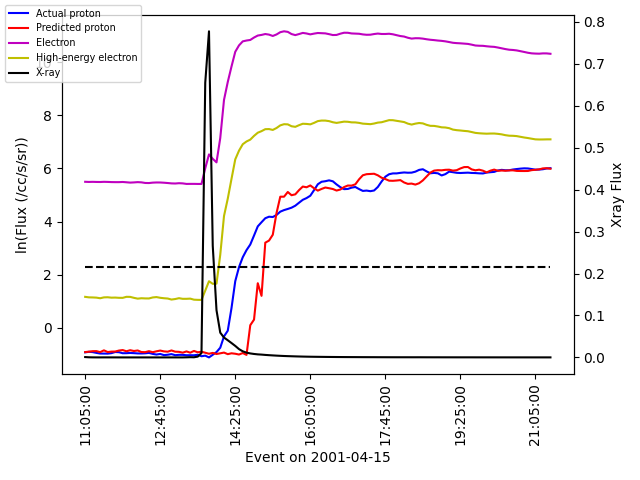 Actual proton
Predicted proton
Electron
High-energy electron
X-ray
10
8
6
4
2
0
ln(Flux (/cc/s/sr))
0.8
0.7
0.6
0.5
0.4
0.3
0.2
0.1
0.0
Xray Flux
11:05:00
12:45:00
14:25:00
16:05:00
17:45:00
19:25:00
21:05:00
Event on 2001-04-15